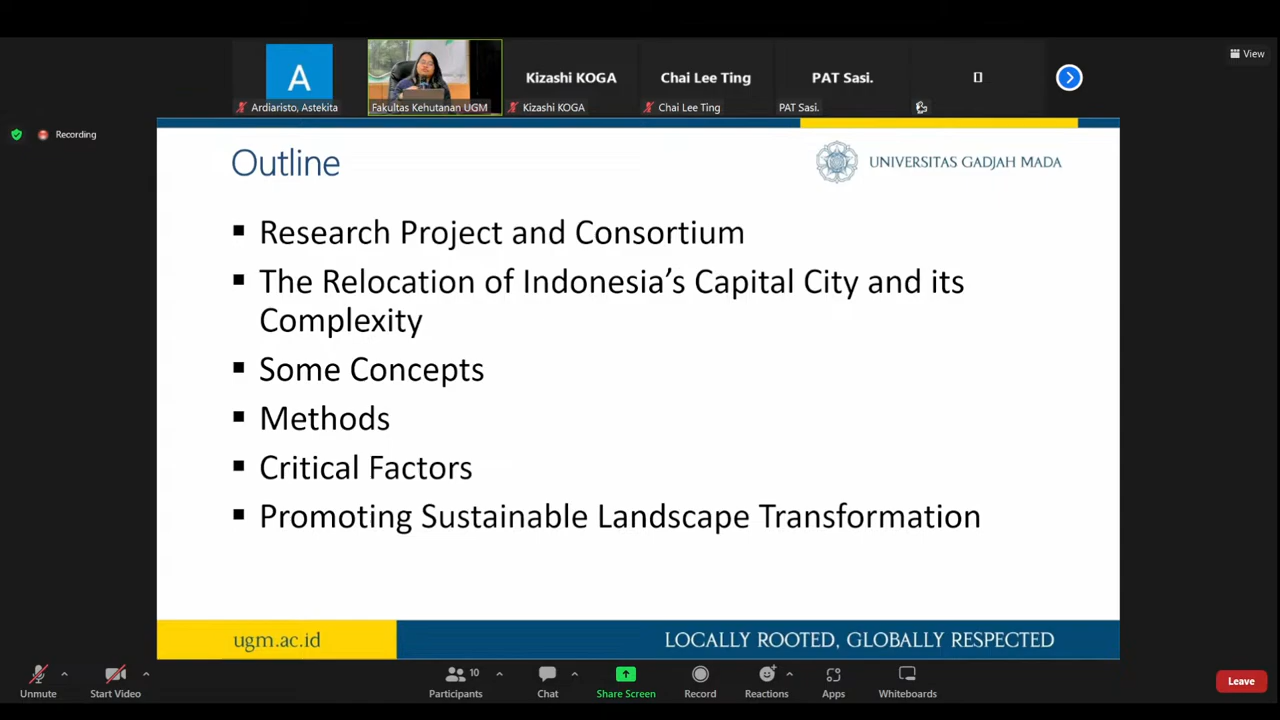 View
A
Kizashi KOGA
Chai Lee Ting
PAT Sasi.
Ardiaristo, Astekita
Fakultas Kehutanan UGM
Kizashi KOGA
Chai Lee Ting
PAT Sasi.
Recording
Outline
UNIVERSITAS GADJAH MADA
Research Project and Consortium
The Relocation of Indonesia’s Capital City and its
Complexity
Some Concepts
Methods
Critical Factors
Promoting Sustainable Landscape Transformation
ugm.ac.id
LOCALLY ROOTED, GLOBALLY RESPECTED
10
Unmute
Start Video
Participants
Chat
Share Screen
Record
Reactions
Apps
Whiteboards
Leave